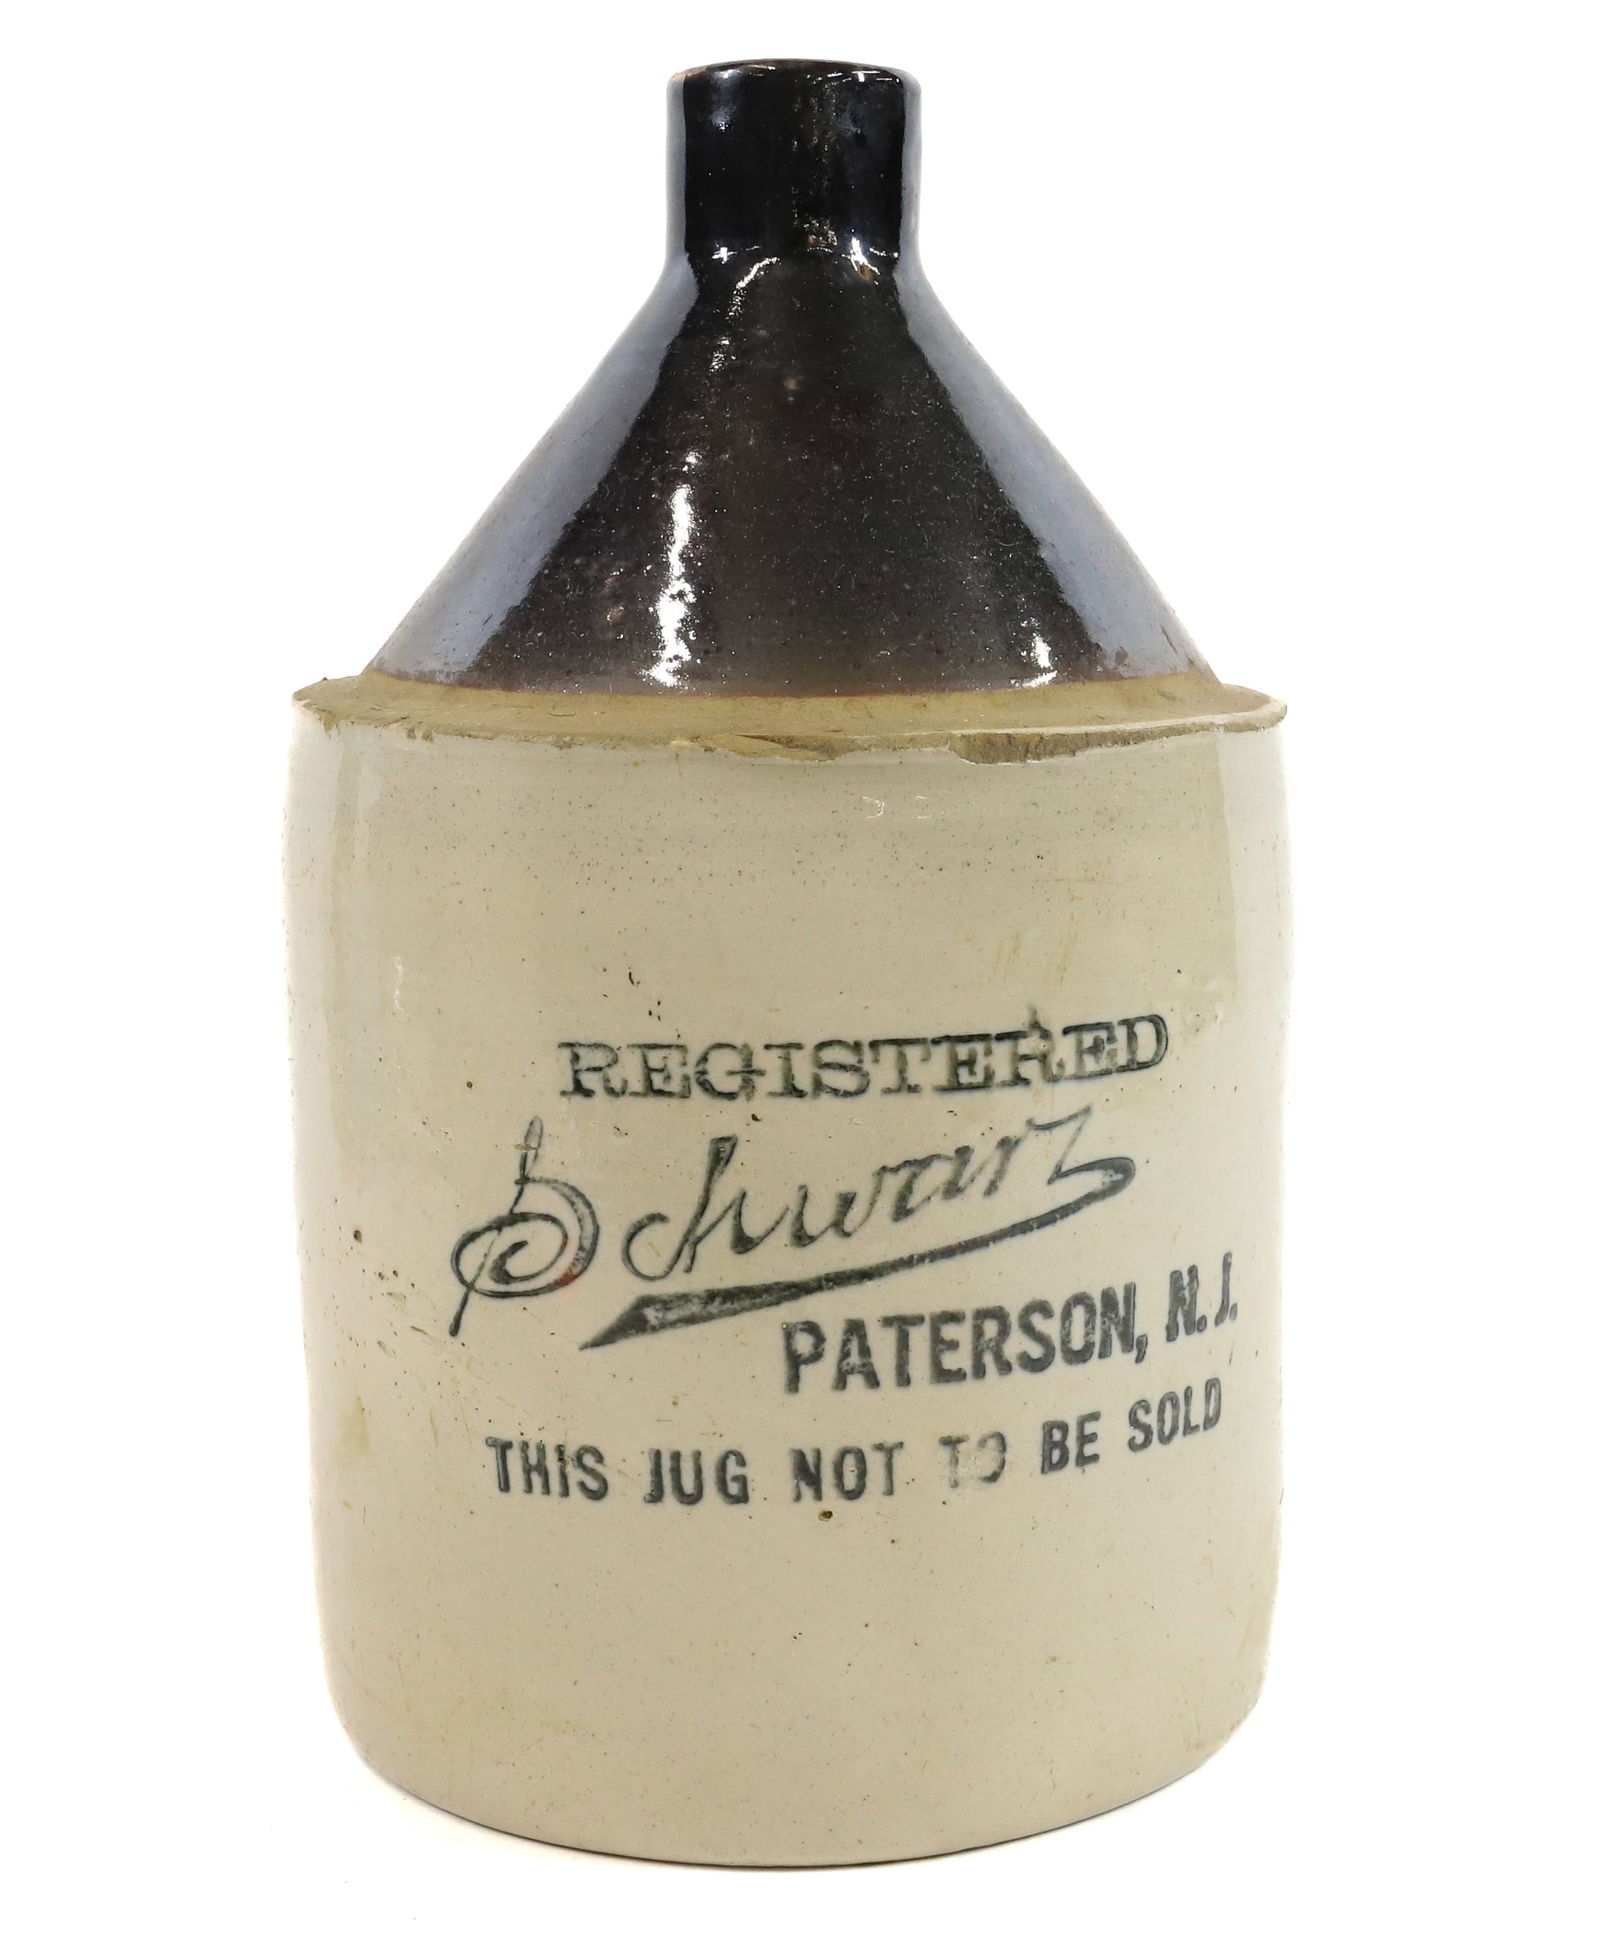 REGISTERED
Schwarz
PATERSON, N.J.
THIS JUG NOT TO BE SOLD